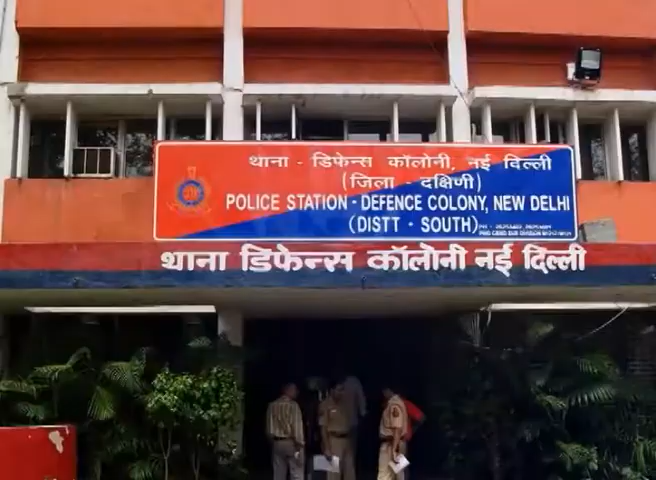 थाना - डिफेन्स कॉलोनी, नई दिल्ली
(जिला - दक्षिणी)
POLICE STATION - DEFENCE COLONY, NEW DELHI
(DISTT - SOUTH)
थाना डिफेन्स कॉलोनी नई दिल्ली